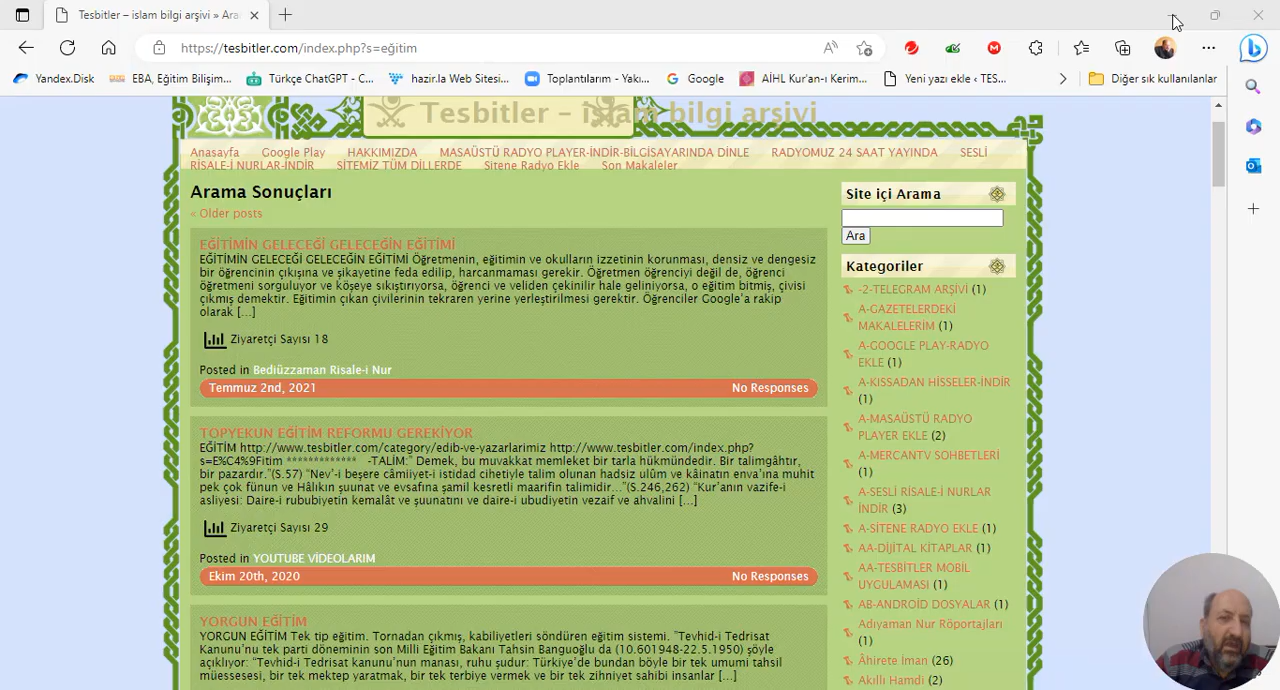 Tesbitler – islam bilgi arşivi » Ara
https://tesbitler.com/index.php?s=eğitim
Yandex.Disk
EBA, Eğitim Bilişim...
Türkçe ChatGPT - C...
hazir.la Web Sitesi...
Toplantılarım - Yakı...
Google
AİHL Kur'an-ı Kerim...
Yeni yazı ekle ‹ TES...
Diğer sık kullanılanlar
Tesbitler – islam bilgi arşivi
Anasayfa Google Play HAKKIMIZDA MASAÜSTÜ RADYO PLAYER-İNDİR-BİLGİSAYARINDA DİNLE RADYOMUZ 24 SAAT YAYINDA SESLİ
RİSALE-İ NURLAR-İNDİR SİTEMİZ TÜM DİLLERDE Sitene Radyo Ekle Son Makaleler
Arama Sonuçları
« Older posts
EĞİTİMİN GELECEĞİ GELECEĞİN EĞİTİMİ
EĞİTİMİN GELECEĞİ GELECEĞİN EĞİTİMİ Öğretmenin, eğitimin ve okulların izzetinin korunması, densiz ve dengesiz
bir öğrencinin çıkışına ve şikayetine feda edilip, harcanmaması gerekir. Öğretmen öğrenciyi değil de, öğrenci
öğretmeni sorguluyor ve köşeye sıkıştırıyorsa, öğrenci ve veliden çekinilir hale geliniyorsa, o eğitim bitmiş, çivisi
çıkmış demektir. Eğitimin çıkan çivilerinin tekraren yerine yerleştirilmesi gerektir. Öğrenciler Google'a rakip
olarak [...]
Ziyaretçi Sayısı 18
Posted in Bediüzzaman Risale-i Nur
Temmuz 2nd, 2021 No Responses
TOPYEKUN EĞİTİM REFORMU GEREKİYOR
EĞİTİM http://www.tesbitler.com/category/edib-ve-yazarlarimiz http://www.tesbitler.com/index.php?
s=E%C4%9Fitim ************* -TALİM:" Demek, bu muvakkat memleket bir tarla hükmündedir. Bir talimgâhtır,
bir pazardır."(S.57) "Nev'-i beşere câmiiyet-i istidad cihetiyle talim olunan hadsiz ulûm ve kâinatın enva'ına muhit
pek çok fünun ve Hâlıkın şuunat ve evsafına şamil kesretli maarifin talimidir..."(S.246,262) "Kur'anın vazife-i
asliyesi: Daire-i rububiyetin kemalât ve şuunatını ve daire-i ubudiyetin vezaif ve ahvalini [...]
Ziyaretçi Sayısı 29
Posted in YOUTUBE VİDEOLARIM
Ekim 20th, 2020 No Responses
YORGUN EĞİTİM
YORGUN EĞİTİM Tek tip eğitim. Tornadan çıkmış, kabiliyetleri söndüren eğitim sistemi. "Tevhid-i Tedrisat
Kanunu'nu tek parti döneminin son Milli Eğitim Bakanı Tahsin Banguoğlu da (10.601948-22.5.1950) şöyle
açıklıyor: "Tevhid-i Tedrisat kanunu'nun manası, ruhu şudur: Türkiye'de bundan böyle bir tek umumi tahsil
müessesesi, bir tek mektep yaratmak, bir tek terbiye vermek ve bir tek zihniyet sahibi insanlar [...]
Site içi Arama
Ara
Kategoriler
-2-TELEGRAM ARŞİVİ (1)
A-GAZETELERDEKİ
MAKALELERİM (1)
A-GOOGLE PLAY-RADYO
EKLE (1)
A-KISSADAN HİSSELER-İNDİR
(1)
A-MASAÜSTÜ RADYO
PLAYER EKLE (2)
A-MERCANTV SOHBETLERİ
(1)
A-SESLİ RİSALE-İ NURLAR
İNDİR (3)
A-SİTENE RADYO EKLE (1)
AA-DİJİTAL KİTAPLAR (1)
AA-TESBİTLER MOBİL
UYGULAMASI (1)
AB-ANDROİD DOSYALAR (1)
Adıyaman Nur Röportajları
(1)
Âhirete İman (26)
Akıllı Hamdi (2)